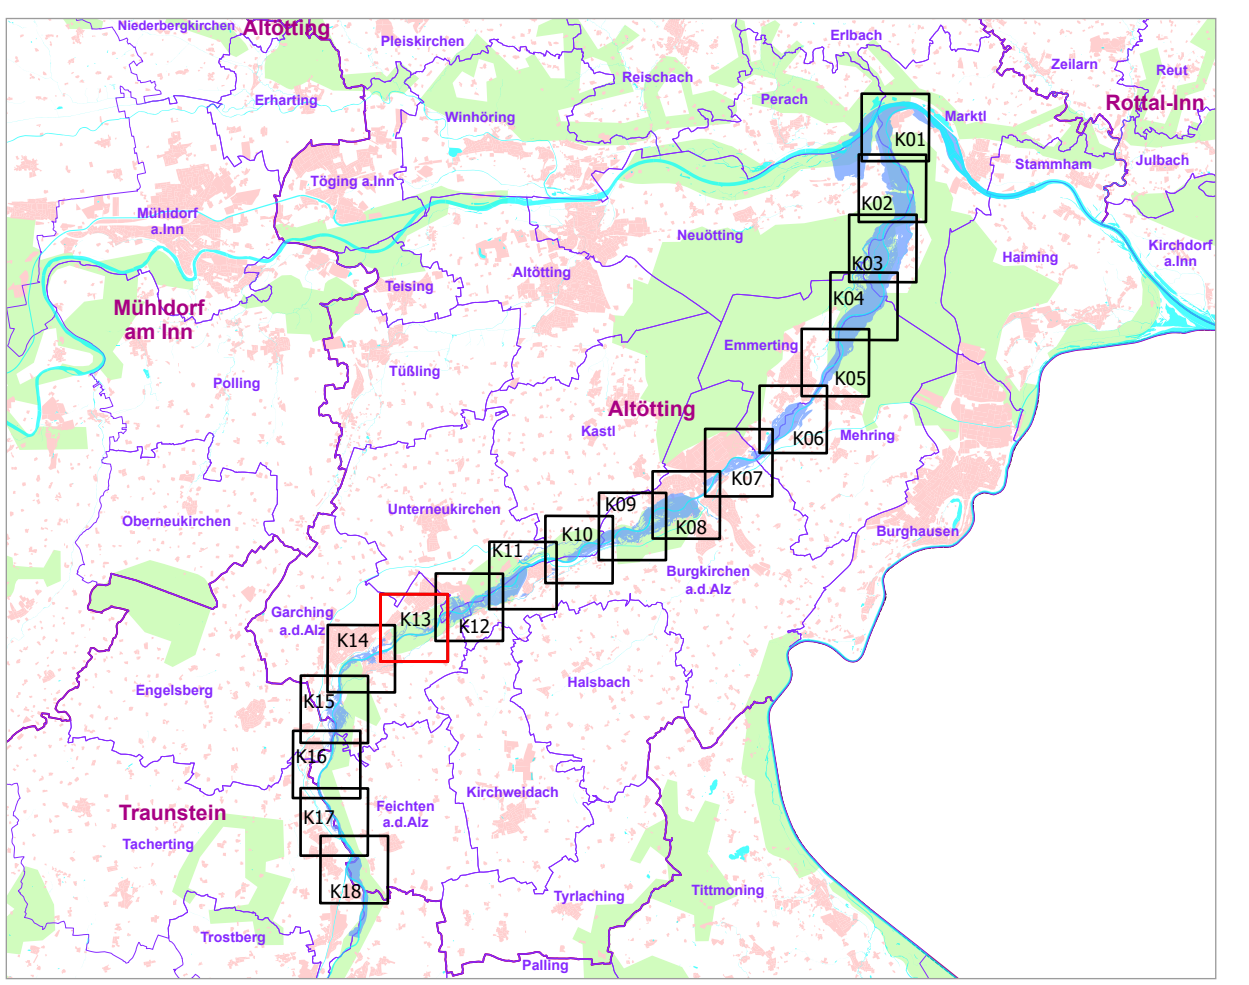 Niederbergkirchen
Altötting
Pleiskirchen
Erlbach
Zeilarn
Reut
Reischach
Erharting
Perach
Rottal-Inn
Winhöring
Marktl
K01
Stammham
Julbach
Töging a.Inn
K02
Mühldorf
a.Inn
Neuötting
Kirchdorf
a.Inn
Haiming
K03
Altötting
Teising
K04
Mühldorf
am Inn
Emmerting
Tüßling
K05
Polling
Altötting
Kastl
K06
Mehring
K07
K09
Unterneukirchen
Oberneukirchen
K08
Burghausen
K10
K11
Burgkirchen
a.d.Alz
Garching
a.d.Alz
K13
K12
K14
Halsbach
Engelsberg
K15
K16
Kirchweidach
Feichten
a.d.Alz
Traunstein
K17
Tacherting
K18
Tittmoning
Tyrlaching
Trostberg
Palling